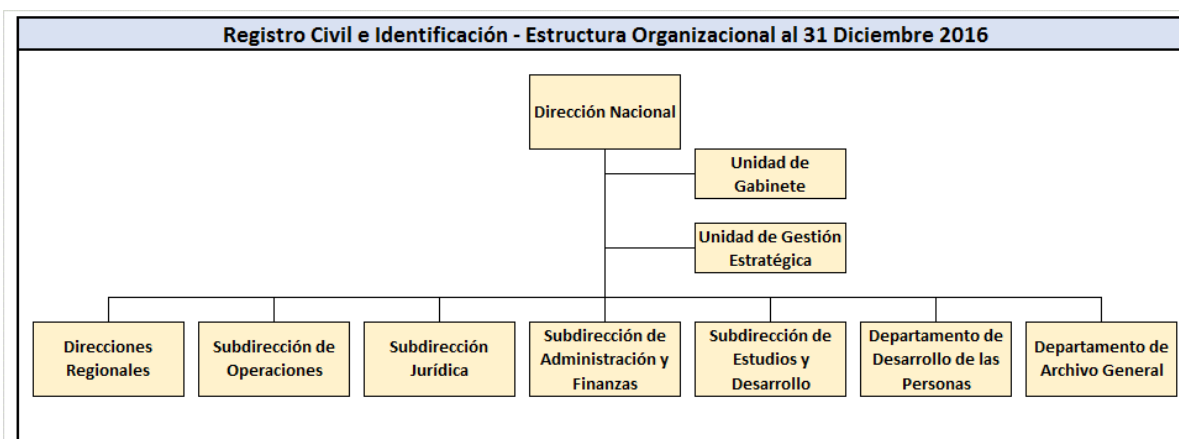 Registro Civil e Identificación - Estructura Organizacional al 31 Diciembre 2016
Dirección Nacional
Unidad de
Gabinete
Unidad de Gestión
Estratégica
Direcciones
Regionales
Subdirección de
Operaciones
Subdirección
Jurídica
Subdirección de
Administración y
Finanzas
Subdirección de
Estudios y
Desarrollo
Departamento de
Desarrollo de las
Personas
Departamento de
Archivo General